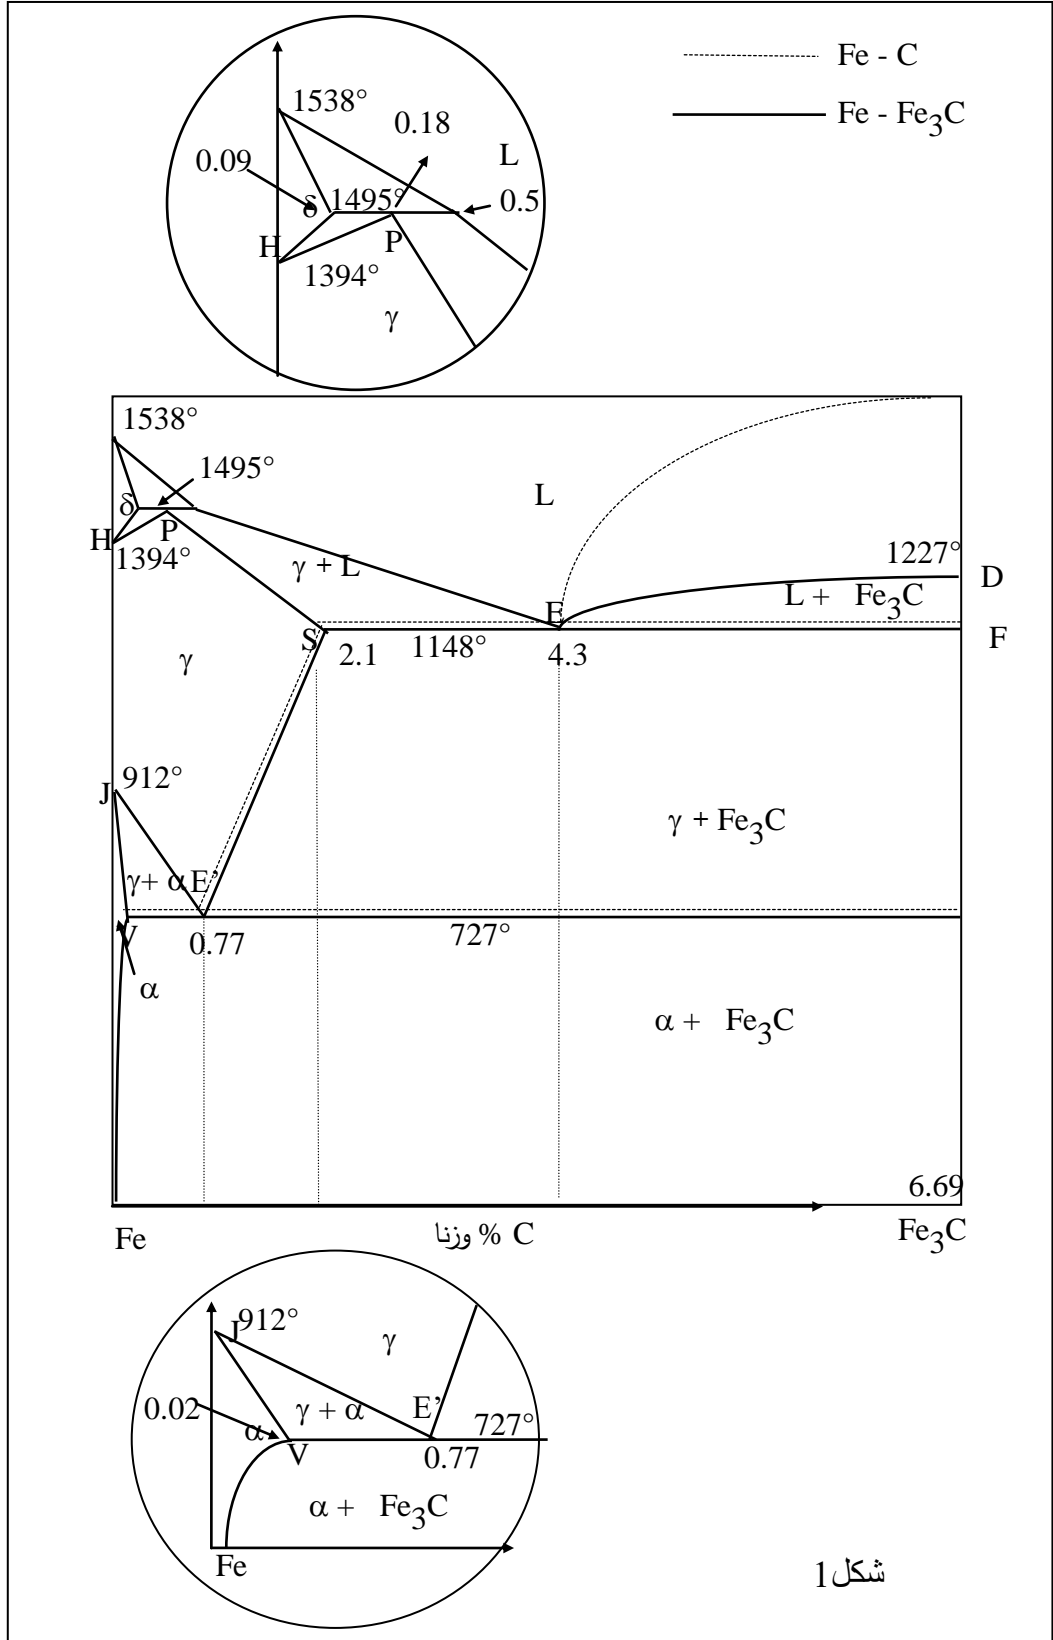 Fe - C
Fe - Fe3C
1538°
0.18
L
0.09
δ
1495°
0.5
H
P
1394°
γ
1538°
1495°
L
δ
P
H
1394°
γ + L
1227°
D
L + Fe3C
E
F
S
2.1
1148°
4.3
γ
J
912°
γ + Fe3C
γ + α
E'
V
0.77
727°
α
α + Fe3C
6.69
Fe
وزنا % C
Fe3C
J
912°
γ
0.02
γ + α
E'
727°
α
V
0.77
α + Fe3C
Fe
شكل1